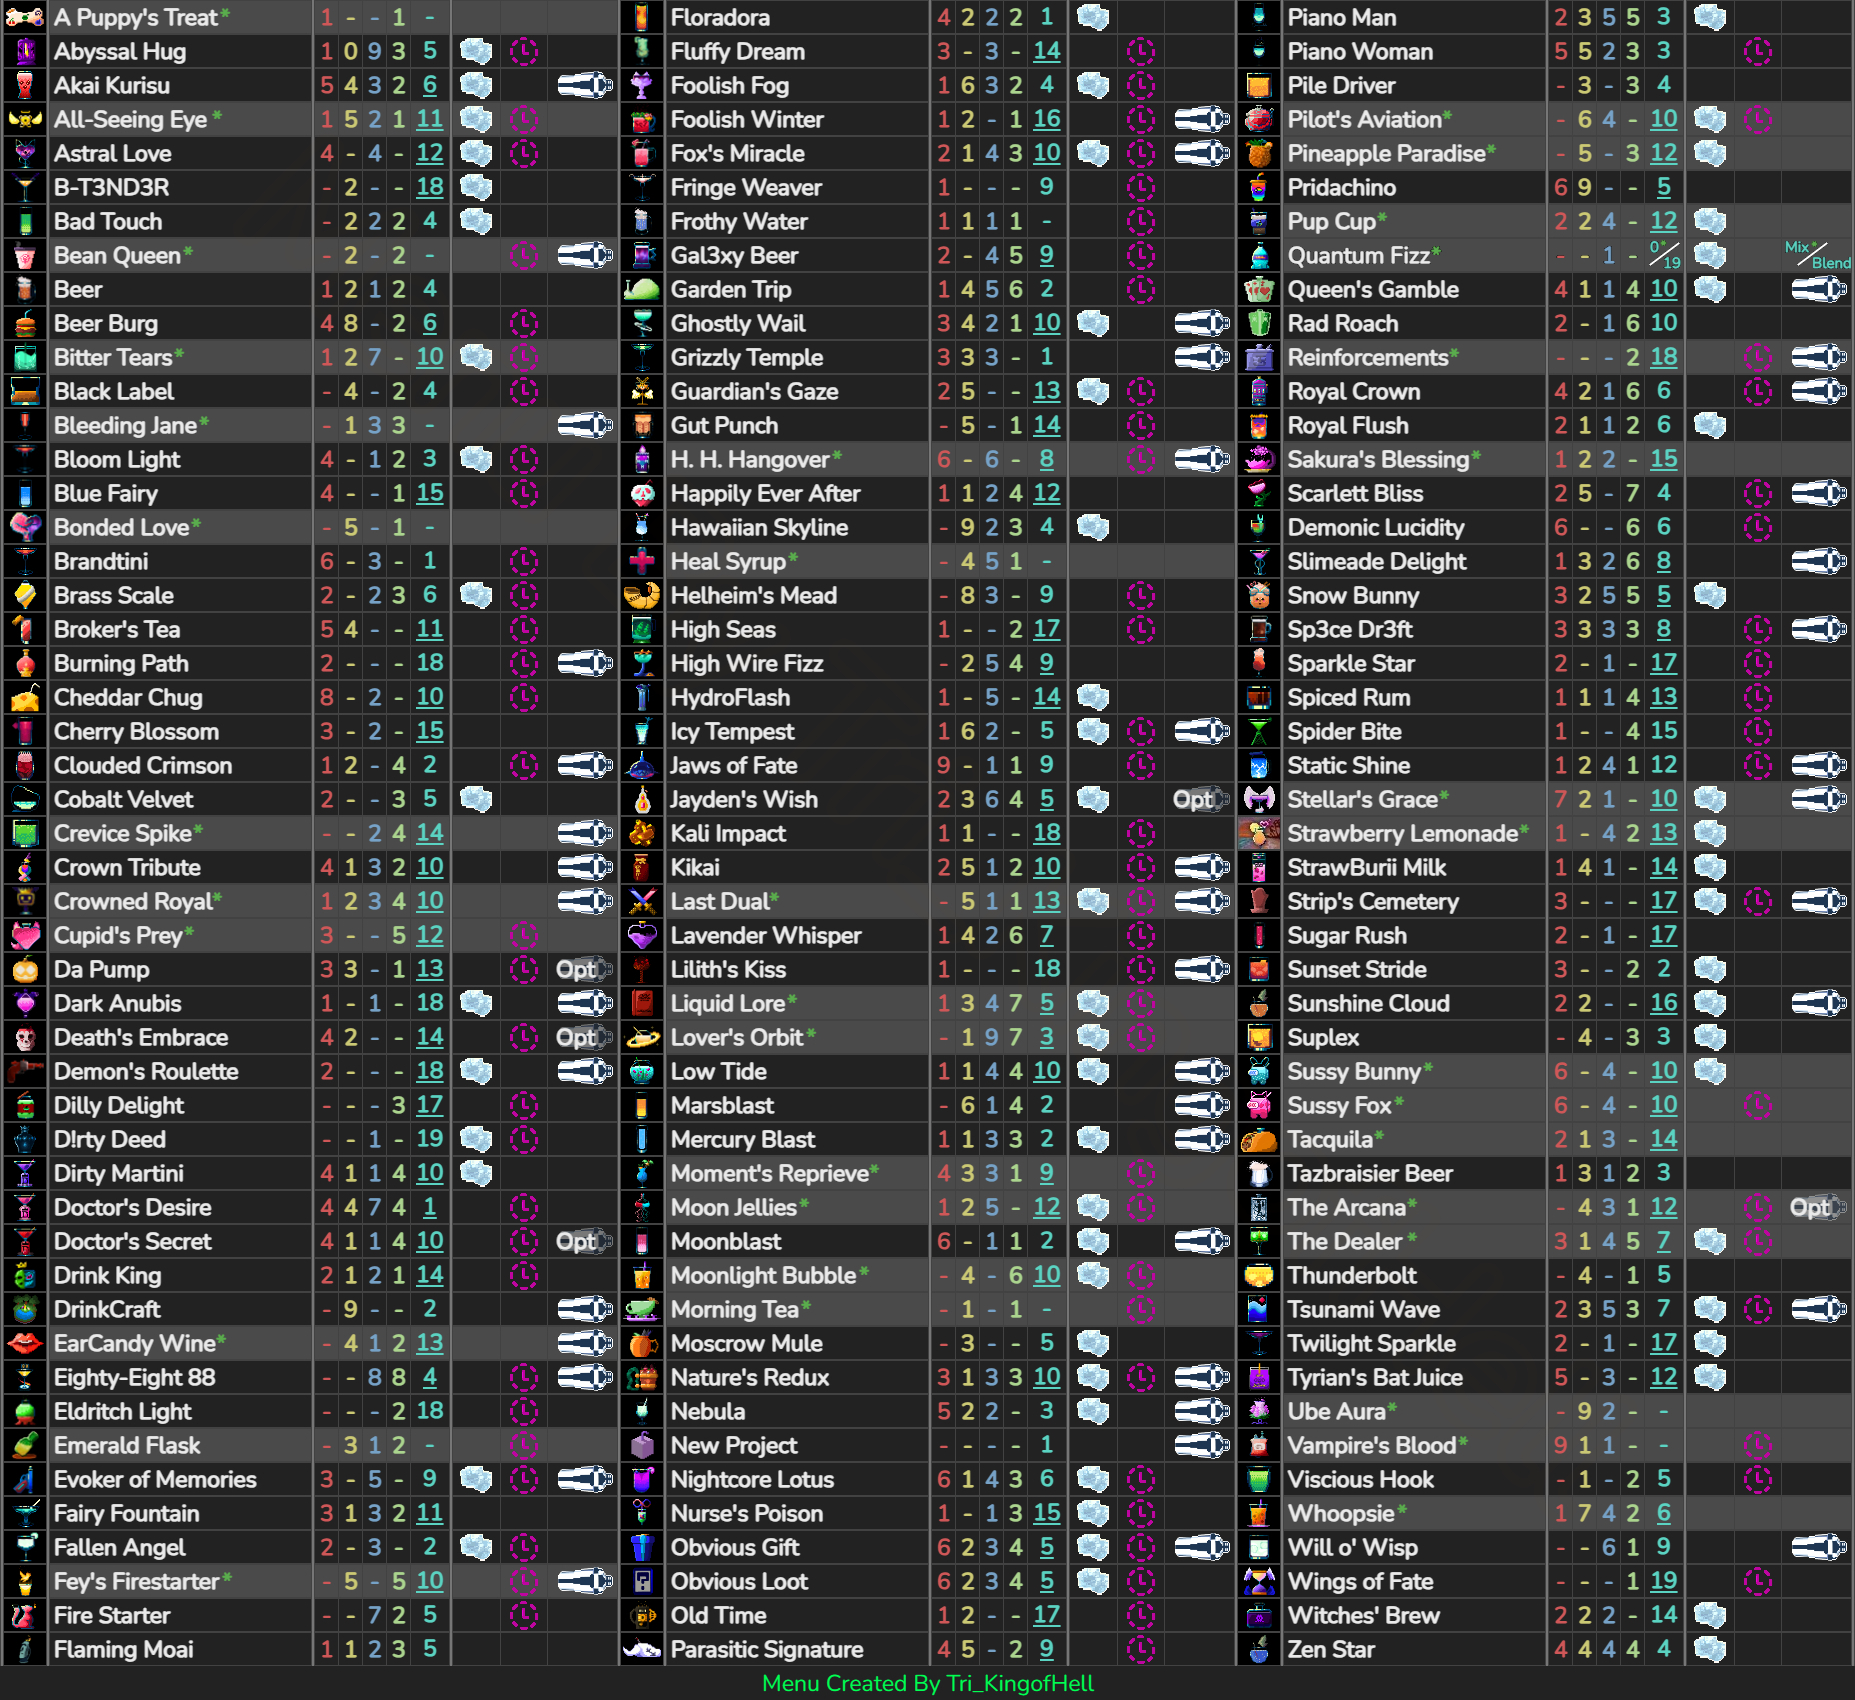 A Puppy's Treat* 1 - - 1 -
Abyssal Hug 1 0 9 3 5
Akai Kurisu 5 4 3 2 6
All-Seeing Eye* 1 5 2 1 11
Astral Love 4 - 4 - 12
B-T3ND3R - 2 - - 18
Bad Touch - 2 2 2 4
Bean Queen* - 2 - 2 -
Beer 1 2 1 2 4
Beer Burg 4 8 - 2 6
Bitter Tears* 1 2 7 - 10
Black Label - 4 - 2 4
Bleeding Jane* - 1 3 3 -
Bloom Light 4 - 1 2 3
Blue Fairy 4 - - 1 15
Bonded Love* - 5 - 1 -
Brandtini 6 - 3 - 1
Brass Scale 2 - 2 3 6
Broker's Tea 5 4 - - 11
Burning Path 2 - - - 18
Cheddar Chug 8 - 2 - 10
Cherry Blossom 3 - 2 - 15
Clouded Crimson 1 2 - 4 2
Cobalt Velvet 2 - - 3 5
Crevice Spike* - - 2 4 14
Crown Tribute 4 1 3 2 10
Crowned Royal* 1 2 3 4 10
Cupid's Prey* 3 - - 5 12
Da Pump 3 3 - 1 13 Opt
Dark Anubis 1 - 1 - 18
Death's Embrace 4 2 - - 14 Opt
Demon's Roulette 2 - - - 18
Dilly Delight - - - 3 17
D!rty Deed - - 1 - 19
Dirty Martini 4 1 1 4 10
Doctor's Desire 4 4 7 4 1
Doctor's Secret 4 1 1 4 10 Opt
Drink King 2 1 2 1 14
DrinkCraft - 9 - - 2
EarCandy Wine* - 4 1 2 13
Eighty-Eight 88 - - 8 8 4
Eldritch Light - - - 2 18
Emerald Flask - 3 1 2 -
Evoker of Memories 3 - 5 - 9
Fairy Fountain 3 1 3 2 11
Fallen Angel 2 - 3 - 2
Fey's Firestarter* - 5 - 5 10
Fire Starter - - 7 2 5
Flaming Moai 1 1 2 3 5
Floradora 4 2 2 2 1
Fluffy Dream 3 - 3 - 14
Foolish Fog 1 6 3 2 4
Foolish Winter 1 2 - 1 16
Fox's Miracle 2 1 4 3 10
Fringe Weaver 1 - - - 9
Frothy Water 1 1 1 1 -
Gal3xy Beer 2 - 4 5 9
Garden Trip 1 4 5 6 2
Ghostly Wail 3 4 2 1 10
Grizzly Temple 3 3 3 - 1
Guardian's Gaze 2 5 - - 13
Gut Punch - 5 - 1 14
H. H. Hangover* 6 - 6 - 8
Happily Ever After 1 1 2 4 12
Hawaiian Skyline - 9 2 3 4
Heal Syrup* - 4 5 1 -
Helheim's Mead - 8 3 - 9
High Seas 1 - - 2 17
High Wire Fizz - 2 5 4 9
HydroFlash 1 - 5 - 14
Icy Tempest 1 6 2 - 5
Jaws of Fate 9 - 1 1 9
Jayden's Wish 2 3 6 4 5 Opt
Kali Impact 1 1 - - 18
Kikai 2 5 1 2 10
Last Dual* - 5 1 1 13
Lavender Whisper 1 4 2 6 7
Lilith's Kiss 1 - - - 18
Liquid Lore* 1 3 4 7 5
Lover's Orbit* - 1 9 7 3
Low Tide 1 1 4 4 10
Marsblast - 6 1 4 2
Mercury Blast 1 1 3 3 2
Moment's Reprieve* 4 3 3 1 9
Moon Jellies* 1 2 5 - 12
Moonblast 6 - 1 1 2
Moonlight Bubble* - 4 - 6 10
Morning Tea* - 1 - 1 -
Moscrow Mule - 3 - - 5
Nature's Redux 3 1 3 3 10
Nebula 5 2 2 - 3
New Project - - - - 1
Nightcore Lotus 6 1 4 3 6
Nurse's Poison 1 - 1 3 15
Obvious Gift 6 2 3 4 5
Obvious Loot 6 2 3 4 5
Old Time 1 2 - - 17
Parasitic Signature 4 5 - 2 9
Piano Man 2 3 5 5 3
Piano Woman 5 5 2 3 3
Pile Driver - 3 - 3 4
Pilot's Aviation* - 6 4 - 10
Pineapple Paradise* - 5 - 3 12
Pridachino 6 9 - - 5
Pup Cup* 2 2 4 - 12
Quantum Fizz* - - 1 - 0*/19 Mix*/Blend
Queen's Gamble 4 1 1 4 10
Rad Roach 2 - 1 6 10
Reinforcements* - - - 2 18
Royal Crown 4 2 1 6 6
Royal Flush 2 1 1 2 6
Sakura's Blessing* 1 2 2 - 15
Scarlett Bliss 2 5 - 7 4
Demonic Lucidity 6 - - 6 6
Slimeade Delight 1 3 2 6 8
Snow Bunny 3 2 5 5 5
Sp3ce Dr3ft 3 3 3 3 8
Sparkle Star 2 - 1 - 17
Spiced Rum 1 1 1 4 13
Spider Bite 1 - - 4 15
Static Shine 1 2 4 1 12
Stellar's Grace* 7 2 1 - 10
Strawberry Lemonade* 1 - 4 2 13
StrawBurii Milk 1 4 1 - 14
Strip's Cemetery 3 - - - 17
Sugar Rush 2 - 1 - 17
Sunset Stride 3 - - 2 2
Sunshine Cloud 2 2 - - 16
Suplex - 4 - 3 3
Sussy Bunny* 6 - 4 - 10
Sussy Fox* 6 - 4 - 10
Tacquila* 2 1 3 - 14
Tazbraisier Beer 1 3 1 2 3
The Arcana* - 4 3 1 12 Opt
The Dealer* 3 1 4 5 7
Thunderbolt - 4 - 1 5
Tsunami Wave 2 3 5 3 7
Twilight Sparkle 2 - 1 - 17
Tyrian's Bat Juice 5 - 3 - 12
Ube Aura* - 9 2 - -
Vampire's Blood* 9 1 1 - -
Viscious Hook - 1 - 2 5
Whoopsie* 1 7 4 2 6
Will o' Wisp - - 6 1 9
Wings of Fate - - - 1 19
Witches' Brew 2 2 2 - 14
Zen Star 4 4 4 4 4
Menu Created By Tri_KingofHell